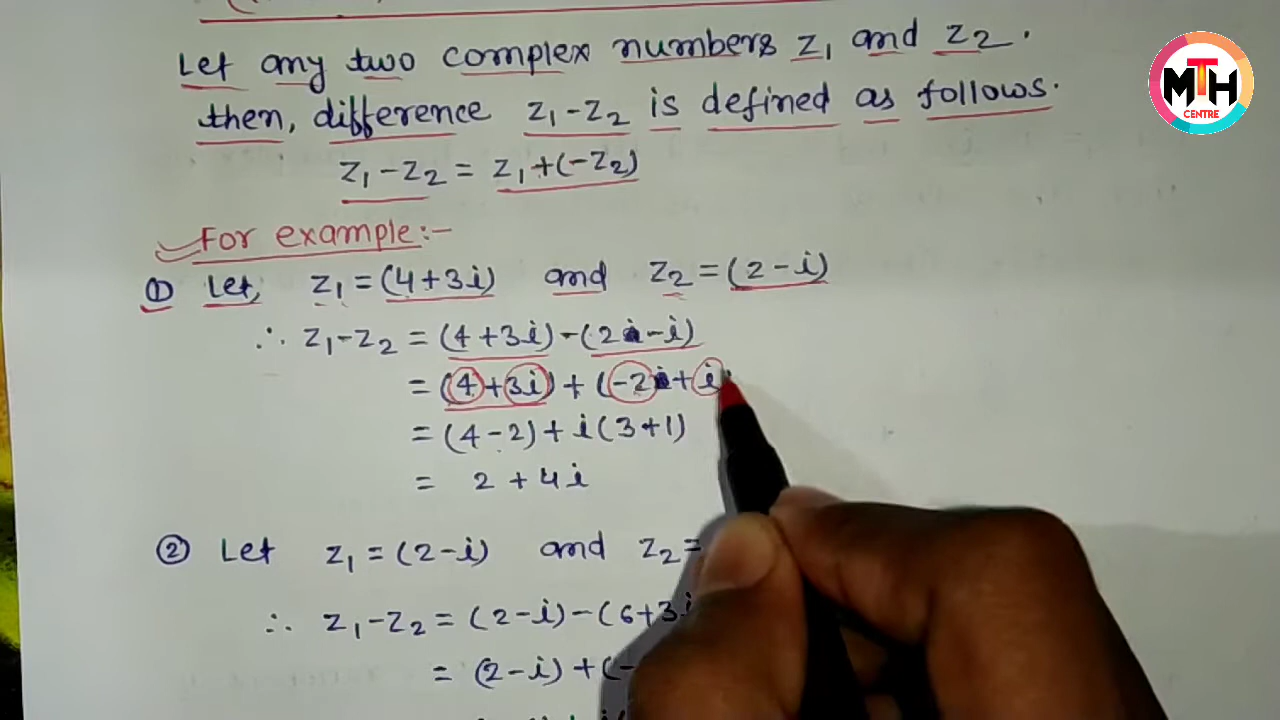 MTH
CENTRE
Let any two complex numbers z₁ and z₂.
then, difference z₁-z₂ is defined as follows.
z₁-z₂ = z₁+(-z₂)
For example:-
① Let, z₁ = (4+3i) and z₂ = (2-i)
∴ z₁-z₂ = (4+3i)-(2-i)
= (4+3i)+(-2+i
= (4-2)+i(3+1)
= 2+4i
② Let z₁ = (2-i) and z₂ =
∴ z₁-z₂ = (2-i)-(6+3i
= (2-i)+(-